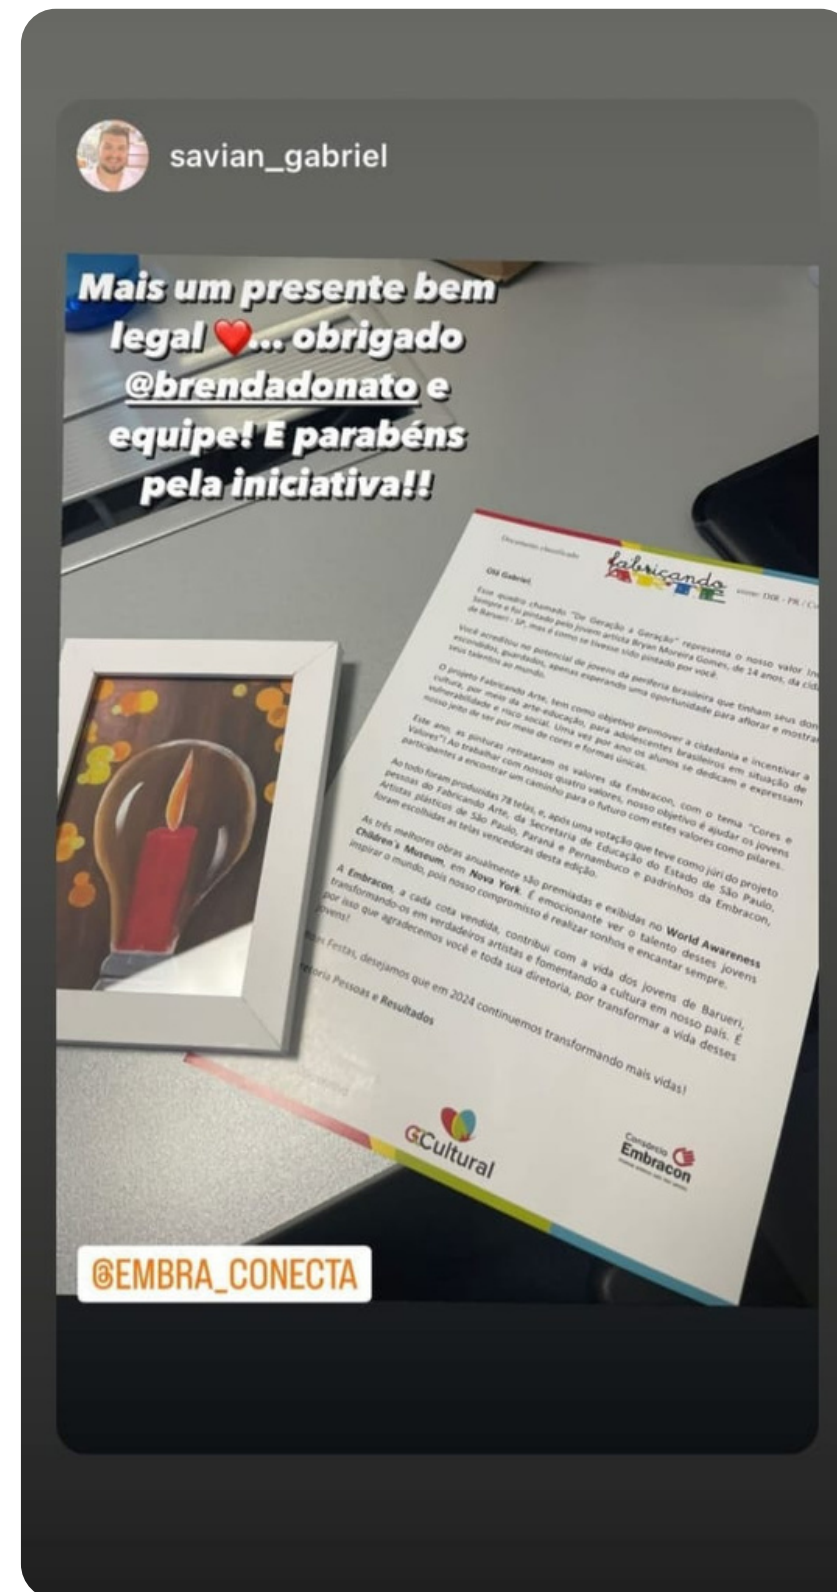 savian_gabriel
Mais um presente bem
legal ❤️... obrigado
@brendadonato e
equipe! E parabéns
pela iniciativa!!
Documento classificado
fabricando
ARTE
Olá Gabriel,
Esse quadro chamado "De Geração a Geração" representa o nosso valor
Sempre e foi pintado pelo jovem artista Bryan Moreira Gomes, de 14 anos, da
de Barueri - SP, mas é como se tivesse sido pintado por você.
Você acreditou no potencial de jovens da periferia brasileira que tinham seus
escondidos, guardados, apenas esperando uma oportunidade para aflorar e mostrar
seus talentos ao mundo.
O projeto Fabricando Arte, tem como objetivo promover a cidadania e incentivar a
cultura, por meio da arte-educação, para adolescentes brasileiros em situação de
vulnerabilidade e risco social. Uma vez por ano os alunos se dedicam e expressam
nosso jeito de ser por meio de cores e formas únicas.
Este ano, as pinturas retrataram os valores da Embracon, com o tema "Cores e
Valores"! Ao trabalhar com nossos quatro valores, nosso objetivo é ajudar os jovens
participantes a encontrar um caminho para o futuro com estes valores como pilares.
Ao todo foram produzidas 78 telas, e, após uma votação que teve como júri do projeto
pessoas do Fabricando Arte, da Secretaria de Educação do Estado de São Paulo,
Artistas plásticos de São Paulo, Paraná e Pernambuco e padrinhos da Embracon,
foram escolhidas as telas vencedoras desta edição.
As três melhores obras anualmente são premiadas e exibidas no World Awareness
Children's Museum, em Nova York. É emocionante ver o talento desses jovens
inspirar o mundo, pois nosso compromisso é realizar sonhos e encantar sempre.
A Embracon, a cada cota vendida, contribui com a vida dos jovens de Barueri,
transformando-os em verdadeiros artistas e fomentando a cultura em nosso país. É
por isso que agradecemos você e toda sua diretoria, por transformar a vida desses
jovens!
Festas, desejamos que em 2024 continuemos transformando mais vidas!
Pessoas e Resultados
GCultural
Consórcio
Embracon
@EMBRA_CONECTA